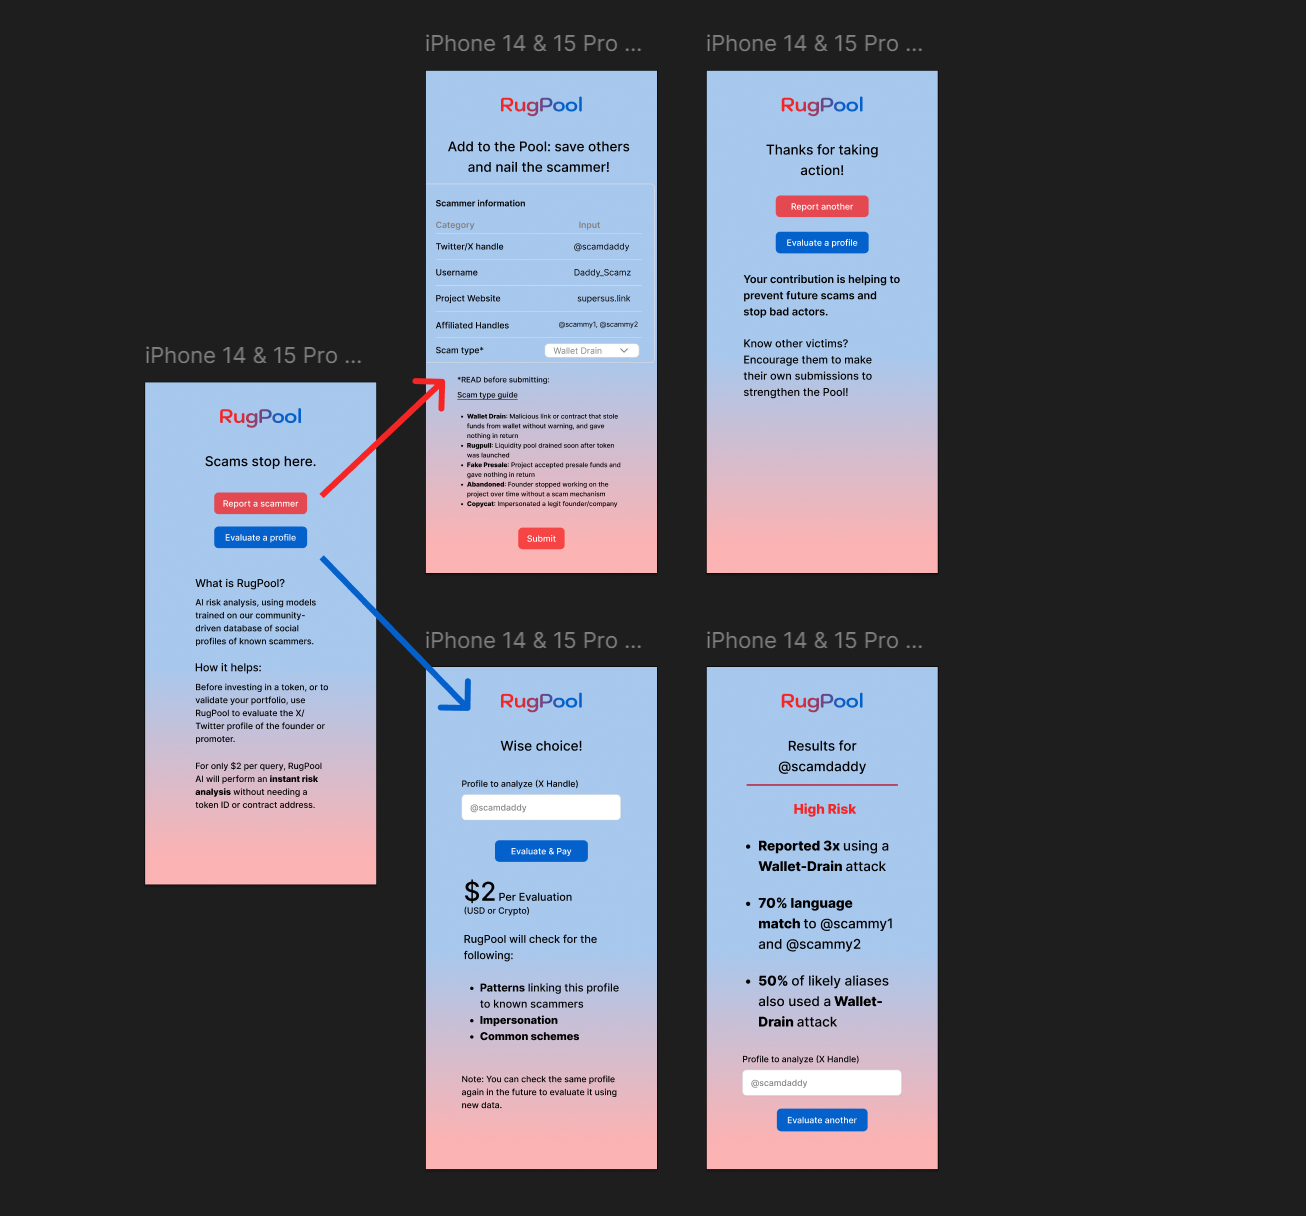 iPhone 14 & 15 Pro ...
RugPool
Scams stop here.
Report a scammer
Evaluate a profile
What is RugPool?
AI risk analysis, using models
trained on our community-
driven database of social
profiles of known scammers.
How it helps:
Before investing in a token, or to
validate your portfolio, use
RugPool to evaluate the X/
Twitter profile of the founder or
promoter.
For only $2 per query, RugPool
AI will perform an instant risk
analysis without needing a
token ID or contract address.
iPhone 14 & 15 Pro ...
RugPool
Add to the Pool: save others
and nail the scammer!
Scammer information
Category Input
Twitter/X handle @scamdaddy
Username Daddy_Scamz
Project Website supersus.link
Affiliated Handles @scammy1, @scammy2
Scam type* Wallet Drain
*READ before submitting:
Scam type guide
• Wallet Drain: Malicious link or contract that stole
funds from wallet without warning, and gave
nothing in return
• Rugpull: Liquidity pool drained soon after token
was launched
• Fake Presale: Project accepted presale funds and
gave nothing in return
• Abandoned: Founder stopped working on the
project over time without a scam mechanism
• Copycat: Impersonated a legit founder/company
Submit
iPhone 14 & 15 Pro ...
RugPool
Thanks for taking
action!
Report another
Evaluate a profile
Your contribution is helping to
prevent future scams and
stop bad actors.
Know other victims?
Encourage them to make
their own submissions to
strengthen the Pool!
iPhone 14 & 15 Pro ...
RugPool
Wise choice!
Profile to analyze (X Handle)
@scamdaddy
Evaluate & Pay
$2 Per Evaluation
(USD or Crypto)
RugPool will check for the
following:
• Patterns linking this profile
to known scammers
• Impersonation
• Common schemes
Note: You can check the same profile
again in the future to evaluate it using
new data.
iPhone 14 & 15 Pro ...
RugPool
Results for
@scamdaddy
High Risk
• Reported 3x using a
Wallet-Drain attack
• 70% language
match to @scammy1
and @scammy2
• 50% of likely aliases
also used a Wallet-
Drain attack
Profile to analyze (X Handle)
@scamdaddy
Evaluate another